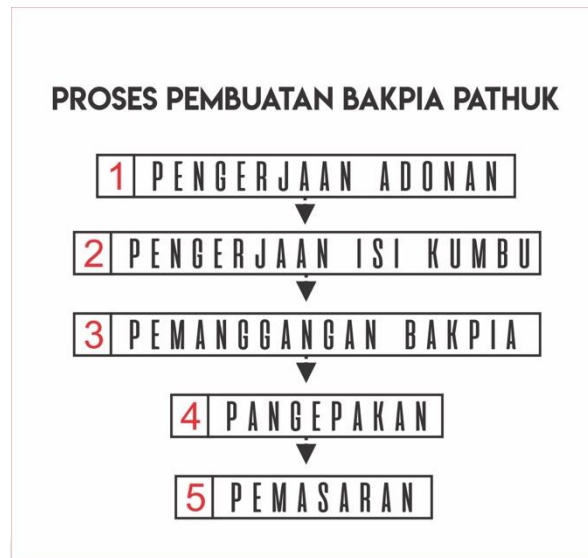 PROSES PEMBUATAN BAKPIA PATHUK
1 PENGERJAAN ADONAN
2 PENGERJAAN ISI KUMBU
3 PEMANGGANGAN BAKPIA
4 PANGEPAKAN
5 PEMASARAN